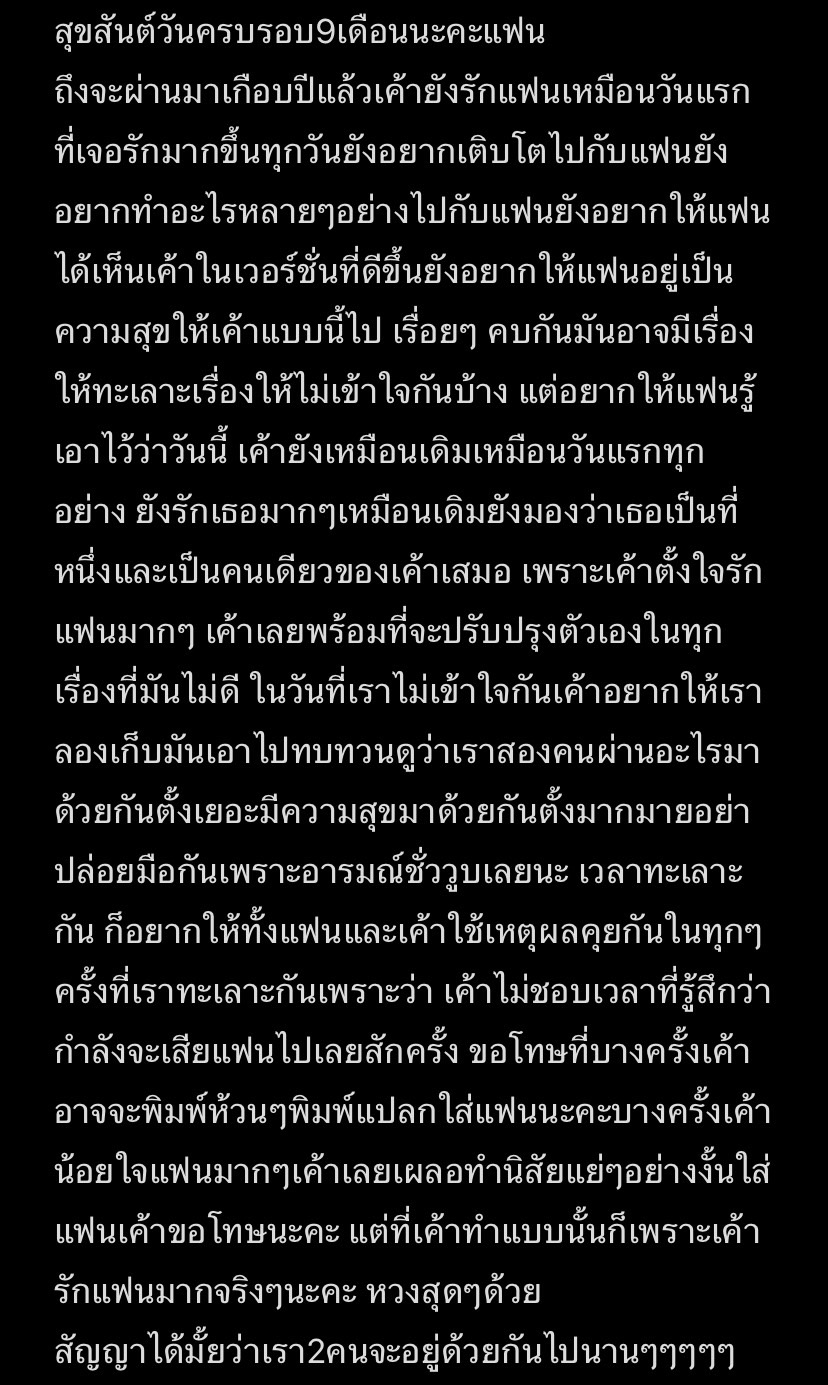 สุขสันต์วันครบรอบ9เดือนนะคะแฟน
ถึงจะผ่านมาเกือบปีแล้วเค้ายังรักแฟนเหมือนวันแรก
ที่เจอรักมากขึ้นทุกวันยังอยากเติบโตไปกับแฟนยัง
อยากทำอะไรหลายๆอย่างไปกับแฟนยังอยากให้แฟน
ได้เห็นเค้าในเวอร์ชั่นที่ดีขึ้นยังอยากให้แฟนอยู่เป็น
ความสุขให้เค้าแบบนี้ไป เรื่อยๆ คบกันมันอาจมีเรื่อง
ให้ทะเลาะเรื่องให้ไม่เข้าใจกันบ้าง แต่อยากให้แฟนรู้
เอาไว้ว่าวันนี้ เค้ายังเหมือนเดิมเหมือนวันแรกทุก
อย่าง ยังรักเธอมากๆเหมือนเดิมยังมองว่าเธอเป็นที่
หนึ่งและเป็นคนเดียวของเค้าเสมอ เพราะเค้าตั้งใจรัก
แฟนมากๆ เค้าเลยพร้อมที่จะปรับปรุงตัวเองในทุก
เรื่องที่มันไม่ดี ในวันที่เราไม่เข้าใจกันเค้าอยากให้เรา
ลองเก็บมันเอาไปทบทวนดูว่าเราสองคนผ่านอะไรมา
ด้วยกันตั้งเยอะมีความสุขมาด้วยกันตั้งมากมายอย่า
ปล่อยมือกันเพราะอารมณ์ชั่ววูบเลยนะ เวลาทะเลาะ
กัน ก็อยากให้ทั้งแฟนและเค้าใช้เหตุผลคุยกันในทุกๆ
ครั้งที่เราทะเลาะกันเพราะว่า เค้าไม่ชอบเวลาที่รู้สึกว่า
กำลังจะเสียแฟนไปเลยสักครั้ง ขอโทษที่บางครั้งเค้า
อาจจะพิมพ์ห้วนๆพิมพ์แปลกใส่แฟนนะคะบางครั้งเค้า
น้อยใจแฟนมากๆเค้าเลยเผลอทำนิสัยแย่ๆอย่างงั้นใส่
แฟนเค้าขอโทษนะคะ แต่ที่เค้าทำแบบนั้นก็เพราะเค้า
รักแฟนมากจริงๆนะคะ หวงสุดๆด้วย
สัญญาได้มั้ยว่าเรา2คนจะอยู่ด้วยกันไปนานๆๆๆๆๆ